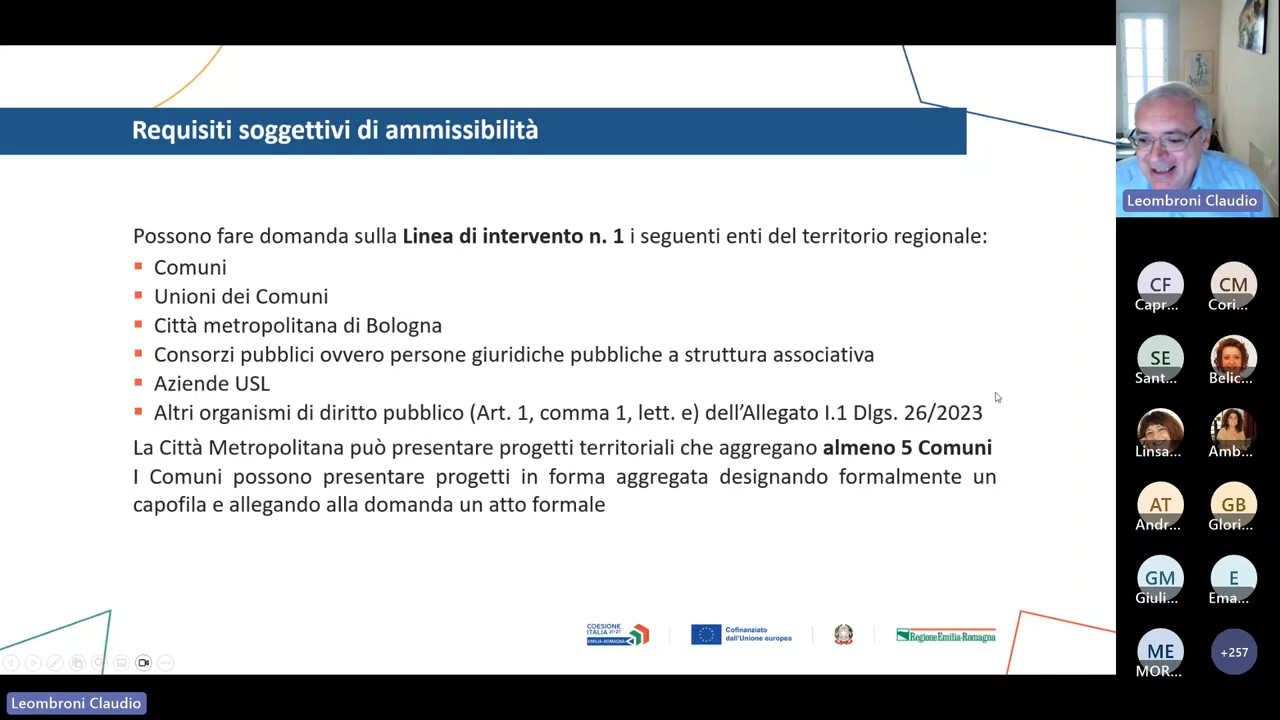 Requisiti soggettivi di ammissibilità
Possono fare domanda sulla Linea di intervento n. 1 i seguenti enti del territorio regionale:
Comuni
Unioni dei Comuni
Città metropolitana di Bologna
Consorzi pubblici ovvero persone giuridiche pubbliche a struttura associativa
Aziende USL
Altri organismi di diritto pubblico (Art. 1, comma 1, lett. e) dell’Allegato I.1 Dlgs. 26/2023
La Città Metropolitana può presentare progetti territoriali che aggregano almeno 5 Comuni
I Comuni possono presentare progetti in forma aggregata designando formalmente un
capofila e allegando alla domanda un atto formale
COESIONE
ITALIA 21-27
EMILIA-ROMAGNA
Cofinanziato
dall'Unione europea
RegioneEmilia-Romagna
Leombroni Claudio
Leombroni Claudio
CF
Capr...
CM
Cori...
SE
Sant...
Belic...
Linsa...
Amb...
AT
Andr...
GB
Glori...
GM
Giuli...
E
Ema...
ME
MOR...
+257